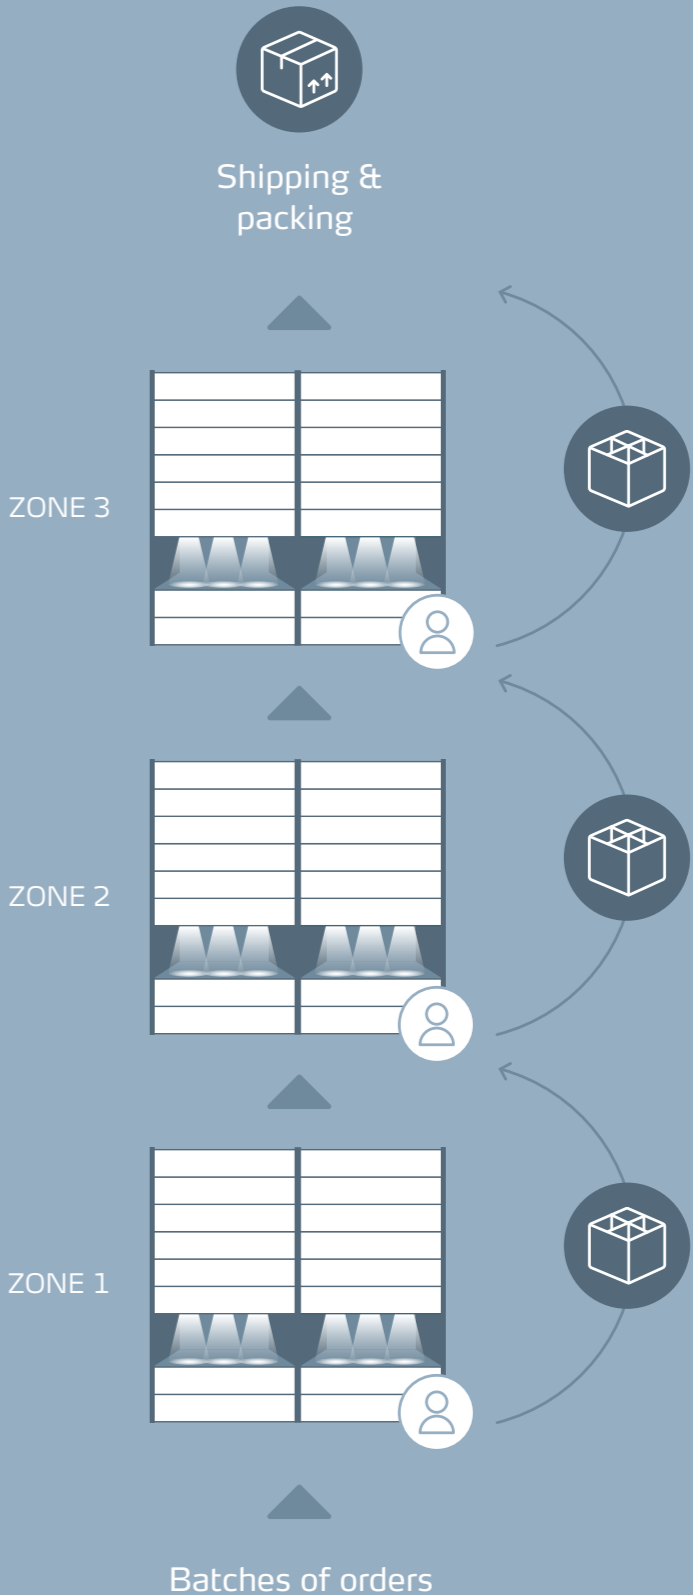 Shipping &
packing
ZONE 3
ZONE 2
ZONE 1
Batches of orders